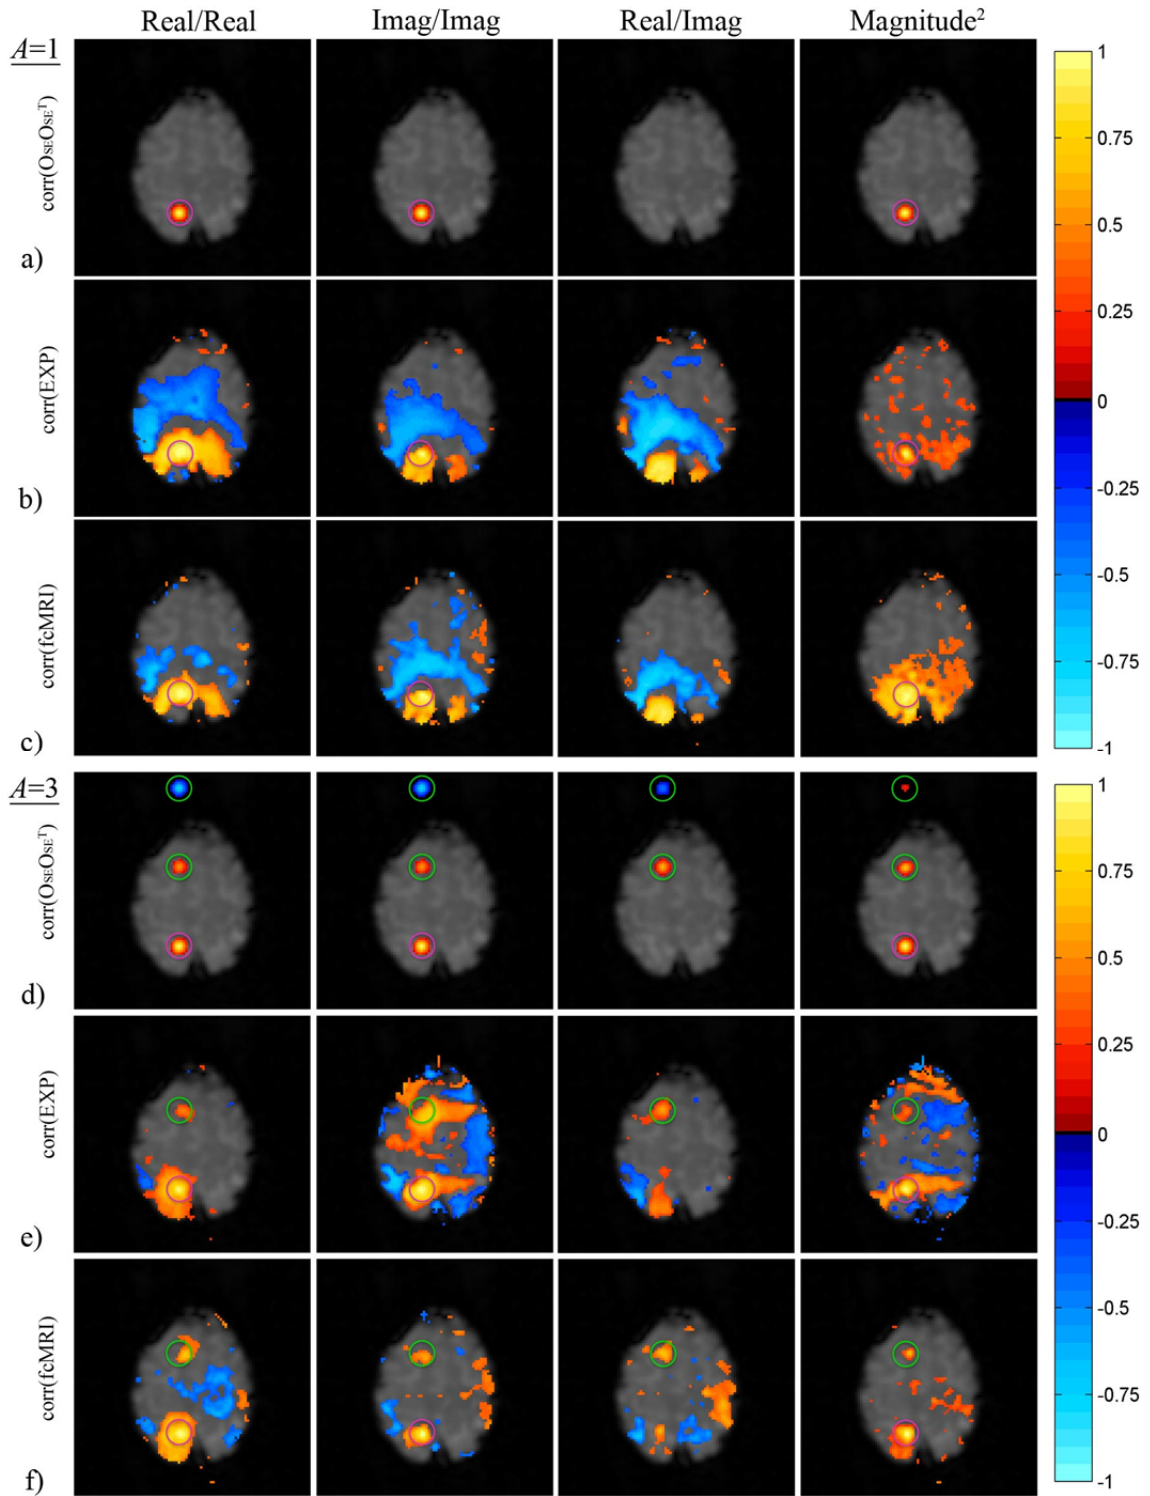 Real/Real Imag/Imag Real/Imag Magnitude²
A=1
corr(OSEOSEᵀ)
a)
corr(EXP)
b)
corr(fcMRI)
c)
1
0.75
0.5
0.25
0
-0.25
-0.5
-0.75
-1
A=3
corr(OSEOSEᵀ)
d)
corr(EXP)
e)
corr(fcMRI)
f)
1
0.75
0.5
0.25
0
-0.25
-0.5
-0.75
-1